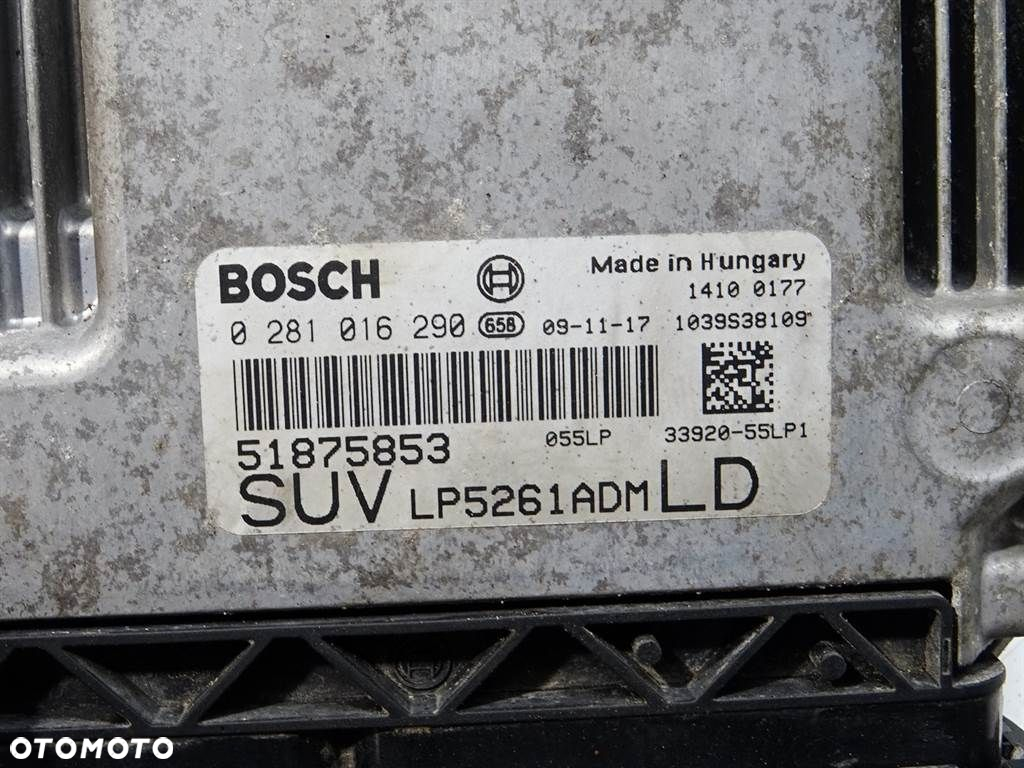 BOSCH
Made in Hungary
1410 0177
0 281 016 290 658 09-11-17 1039S38109
51875853 055LP 33920-55LP1
SUV LP5261ADM LD
OTOMOTO